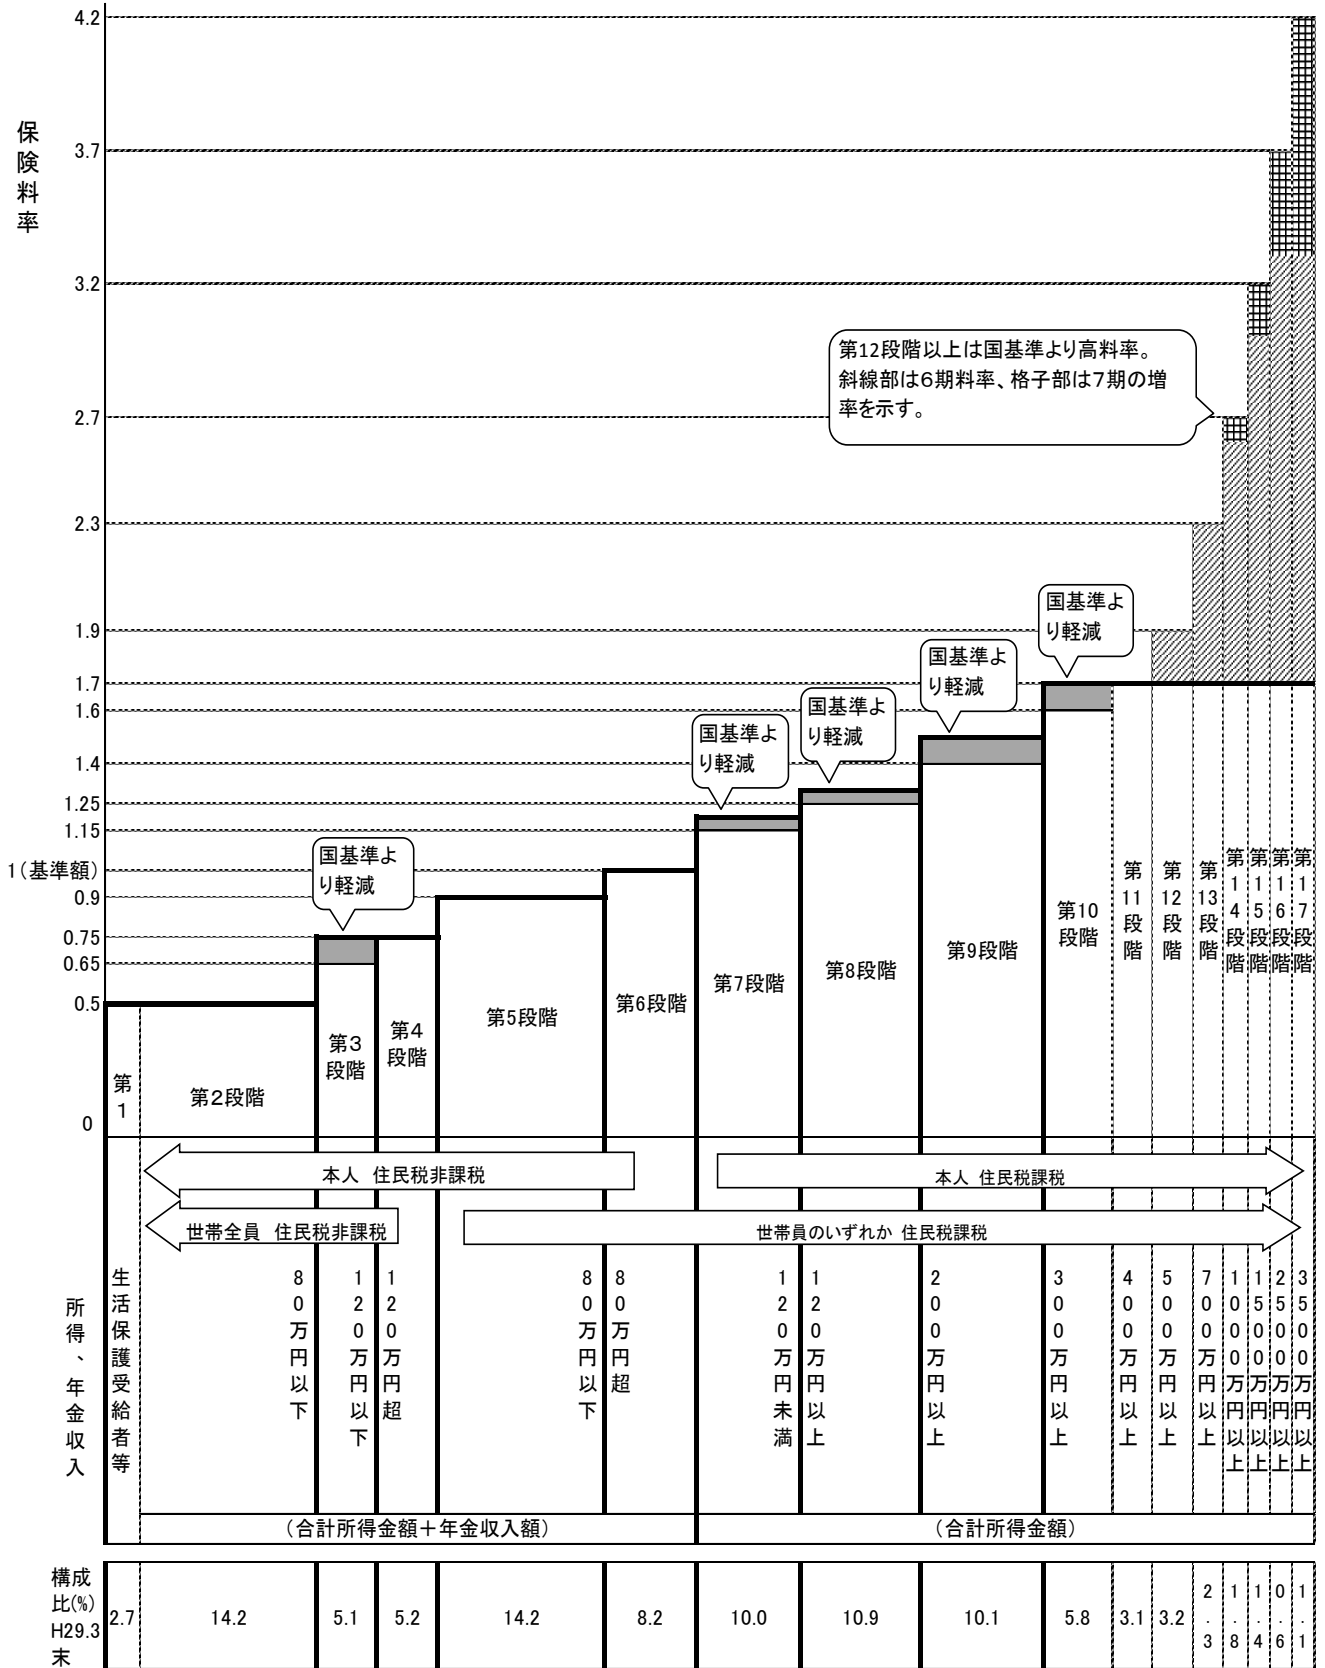 保険料率
4.2
3.7
3.2
2.7
2.3
1.9
1.7
1.6
1.4
1.25
1.15
1(基準額)
0.9
0.75
0.65
0.5
0
第12段階以上は国基準より高料率。
斜線部は6期料率、格子部は7期の増
率を示す。
国基準よ
り軽減
国基準よ
り軽減
国基準よ
り軽減
国基準よ
り軽減
国基準よ
り軽減
第
1
第2段階
第3
段階
第4
段階
第5段階
第6段階
第7段階
第8段階
第9段階
第10
段階
第11段階
第12段階
第13段階
第14段階
第15段階
第16段階
第17段階
本人 住民税非課税
本人 住民税課税
世帯全員 住民税非課税
世帯員のいずれか 住民税課税
所得、年金収入
生活保護受給者等
80万円以下
120万円以下
120万円超
80万円以下
80万円超
120万円未満
120万円以上
200万円以上
300万円以上
400万円以上
500万円以上
700万円以上
1000万円以上
1500万円以上
2500万円以上
3500万円以上
(合計所得金額+年金収入額)
(合計所得金額)
構成
比(%)
H29.3
末
2.7
14.2
5.1
5.2
14.2
8.2
10.0
10.9
10.1
5.8
3.1
3.2
2.3
1.8
1.4
0.6
1.1